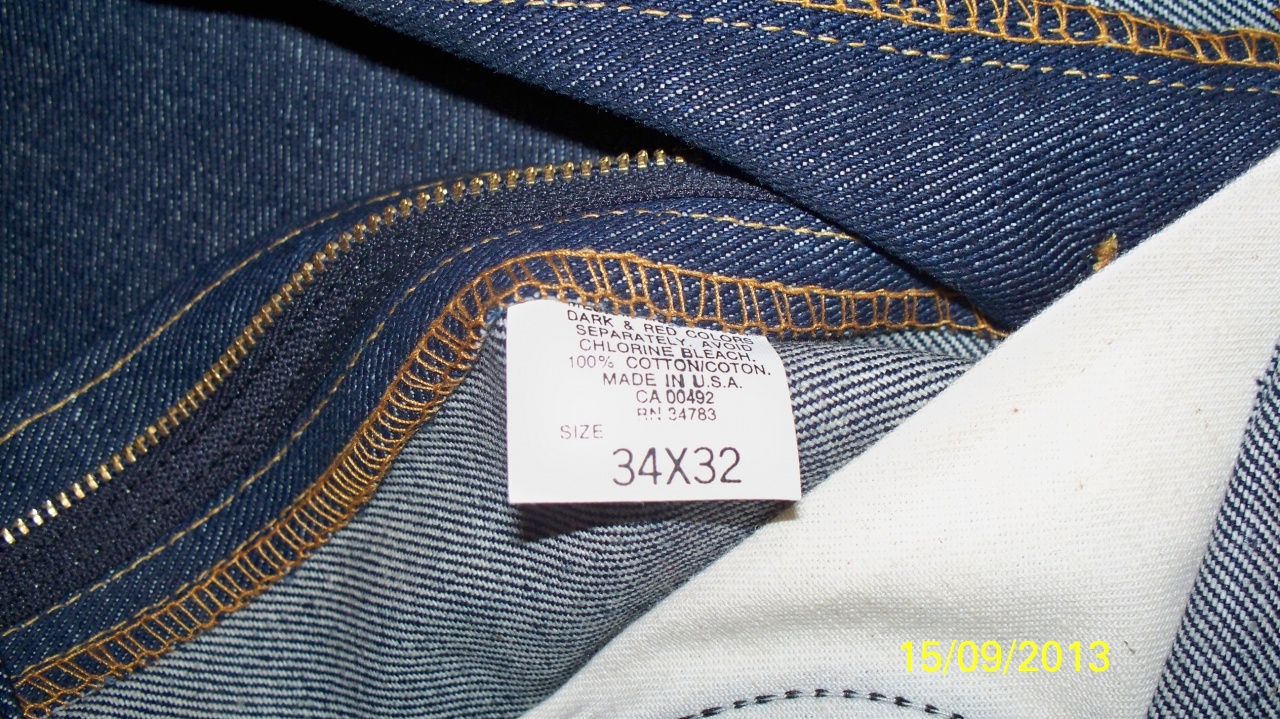 DARK & RED COLORS
SEPARATELY. AVOID
CHLORINE BLEACH.
100% COTTON/COTON.
MADE IN U.S.A.
CA 00492
RN 34783
SIZE
34X32
15/09/2013